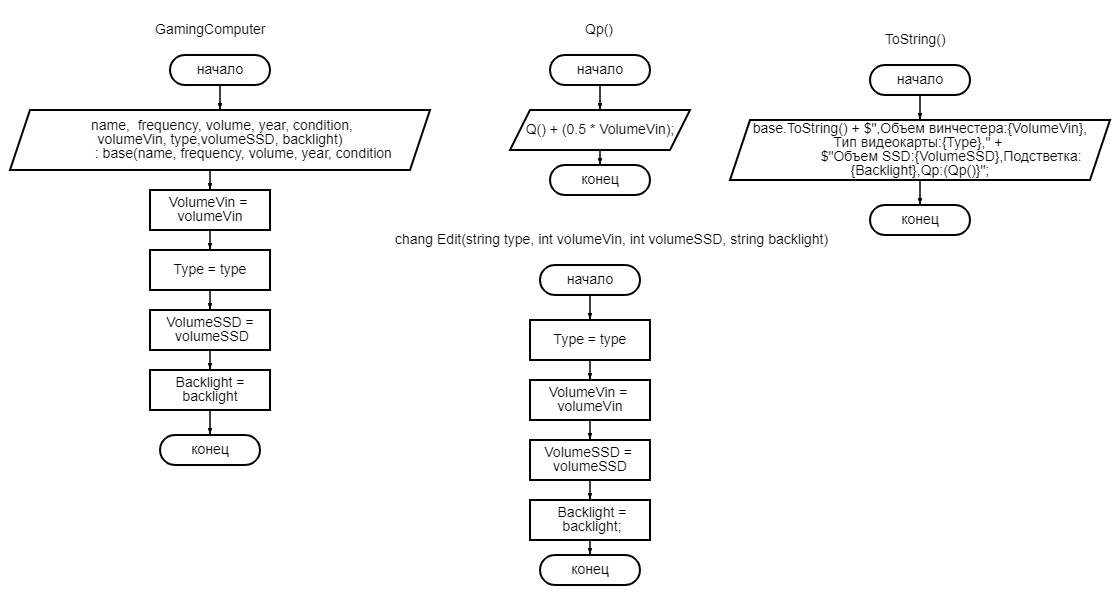 GamingComputer
начало
name,  frequency, volume, year, condition,
volumeVin, type,volumeSSD, backlight)
: base(name, frequency, volume, year, condition
VolumeVin =
volumeVin
Type = type
VolumeSSD =
volumeSSD
Backlight =
backlight
конец
Qp()
начало
Q() + (0.5 * VolumeVin);
конец
ToString()
начало
base.ToString() + $",Объем винчестера:{VolumeVin},
Тип видеокарты:{Type}," +
$"Объем SSD:{VolumeSSD},Подстветка:
{Backlight},Qp:(Qp()}";
конец
chang Edit(string type, int volumeVin, int volumeSSD, string backlight)
начало
Type = type
VolumeVin =
volumeVin
VolumeSSD =
volumeSSD
Backlight =
backlight;
конец